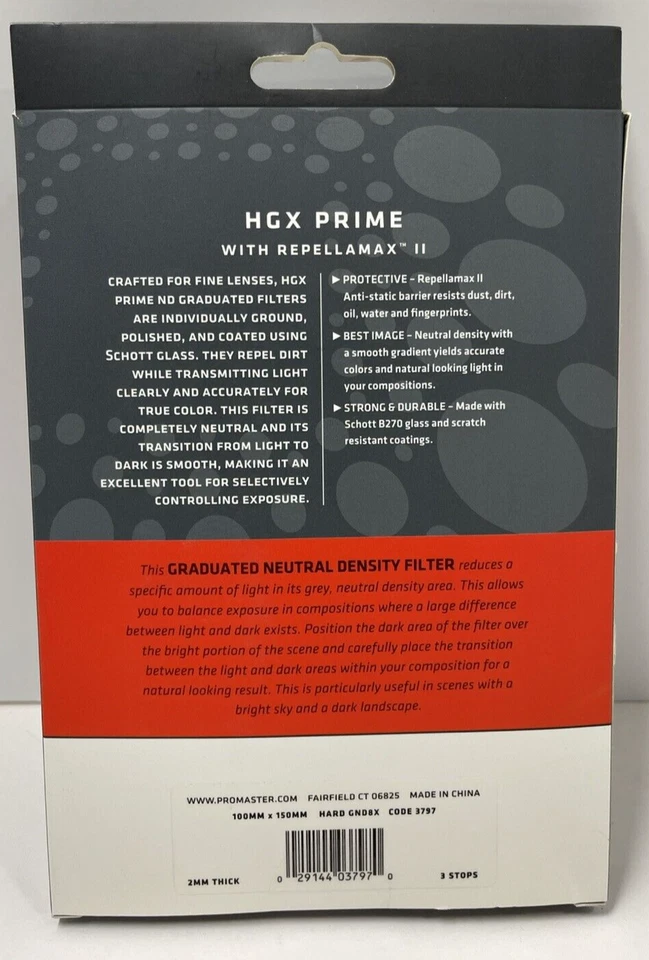 HGX PRIME
WITH REPELLAMAX™ II
CRAFTED FOR FINE LENSES, HGX
PRIME ND GRADUATED FILTERS
ARE INDIVIDUALLY GROUND,
POLISHED, AND COATED USING
SCHOTT GLASS. THEY REPEL DIRT
WHILE TRANSMITTING LIGHT
CLEARLY AND ACCURATELY FOR
TRUE COLOR. THIS FILTER IS
COMPLETELY NEUTRAL AND ITS
TRANSITION FROM LIGHT TO
DARK IS SMOOTH, MAKING IT AN
EXCELLENT TOOL FOR SELECTIVELY
CONTROLLING EXPOSURE.
▶ PROTECTIVE – Repellamax II
Anti-static barrier resists dust, dirt,
oil, water and fingerprints.
▶ BEST IMAGE – Neutral density with
a smooth gradient yields accurate
colors and natural looking light in
your compositions.
▶ STRONG & DURABLE – Made with
Schott B270 glass and scratch
resistant coatings.
This GRADUATED NEUTRAL DENSITY FILTER reduces a
specific amount of light in its grey, neutral density area. This allows
you to balance exposure in compositions where a large difference
between light and dark exists. Position the dark area of the filter over
the bright portion of the scene and carefully place the transition
between the light and dark areas within your composition for a
natural looking result. This is particularly useful in scenes with a
bright sky and a dark landscape.
WWW.PROMASTER.COM FAIRFIELD CT 06825 MADE IN CHINA
100MM x 150MM HARD GND8X CODE 3797
2MM THICK
0 29144 03797 0
3 STOPS